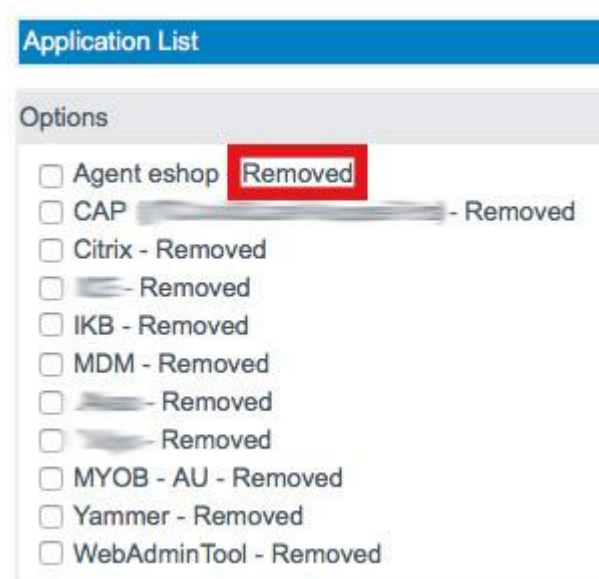 Application List
Options
Agent eshop Removed
CAP - Removed
Citrix - Removed
- Removed
IKB - Removed
MDM - Removed
- Removed
- Removed
MYOB - AU - Removed
Yammer - Removed
WebAdminTool - Removed